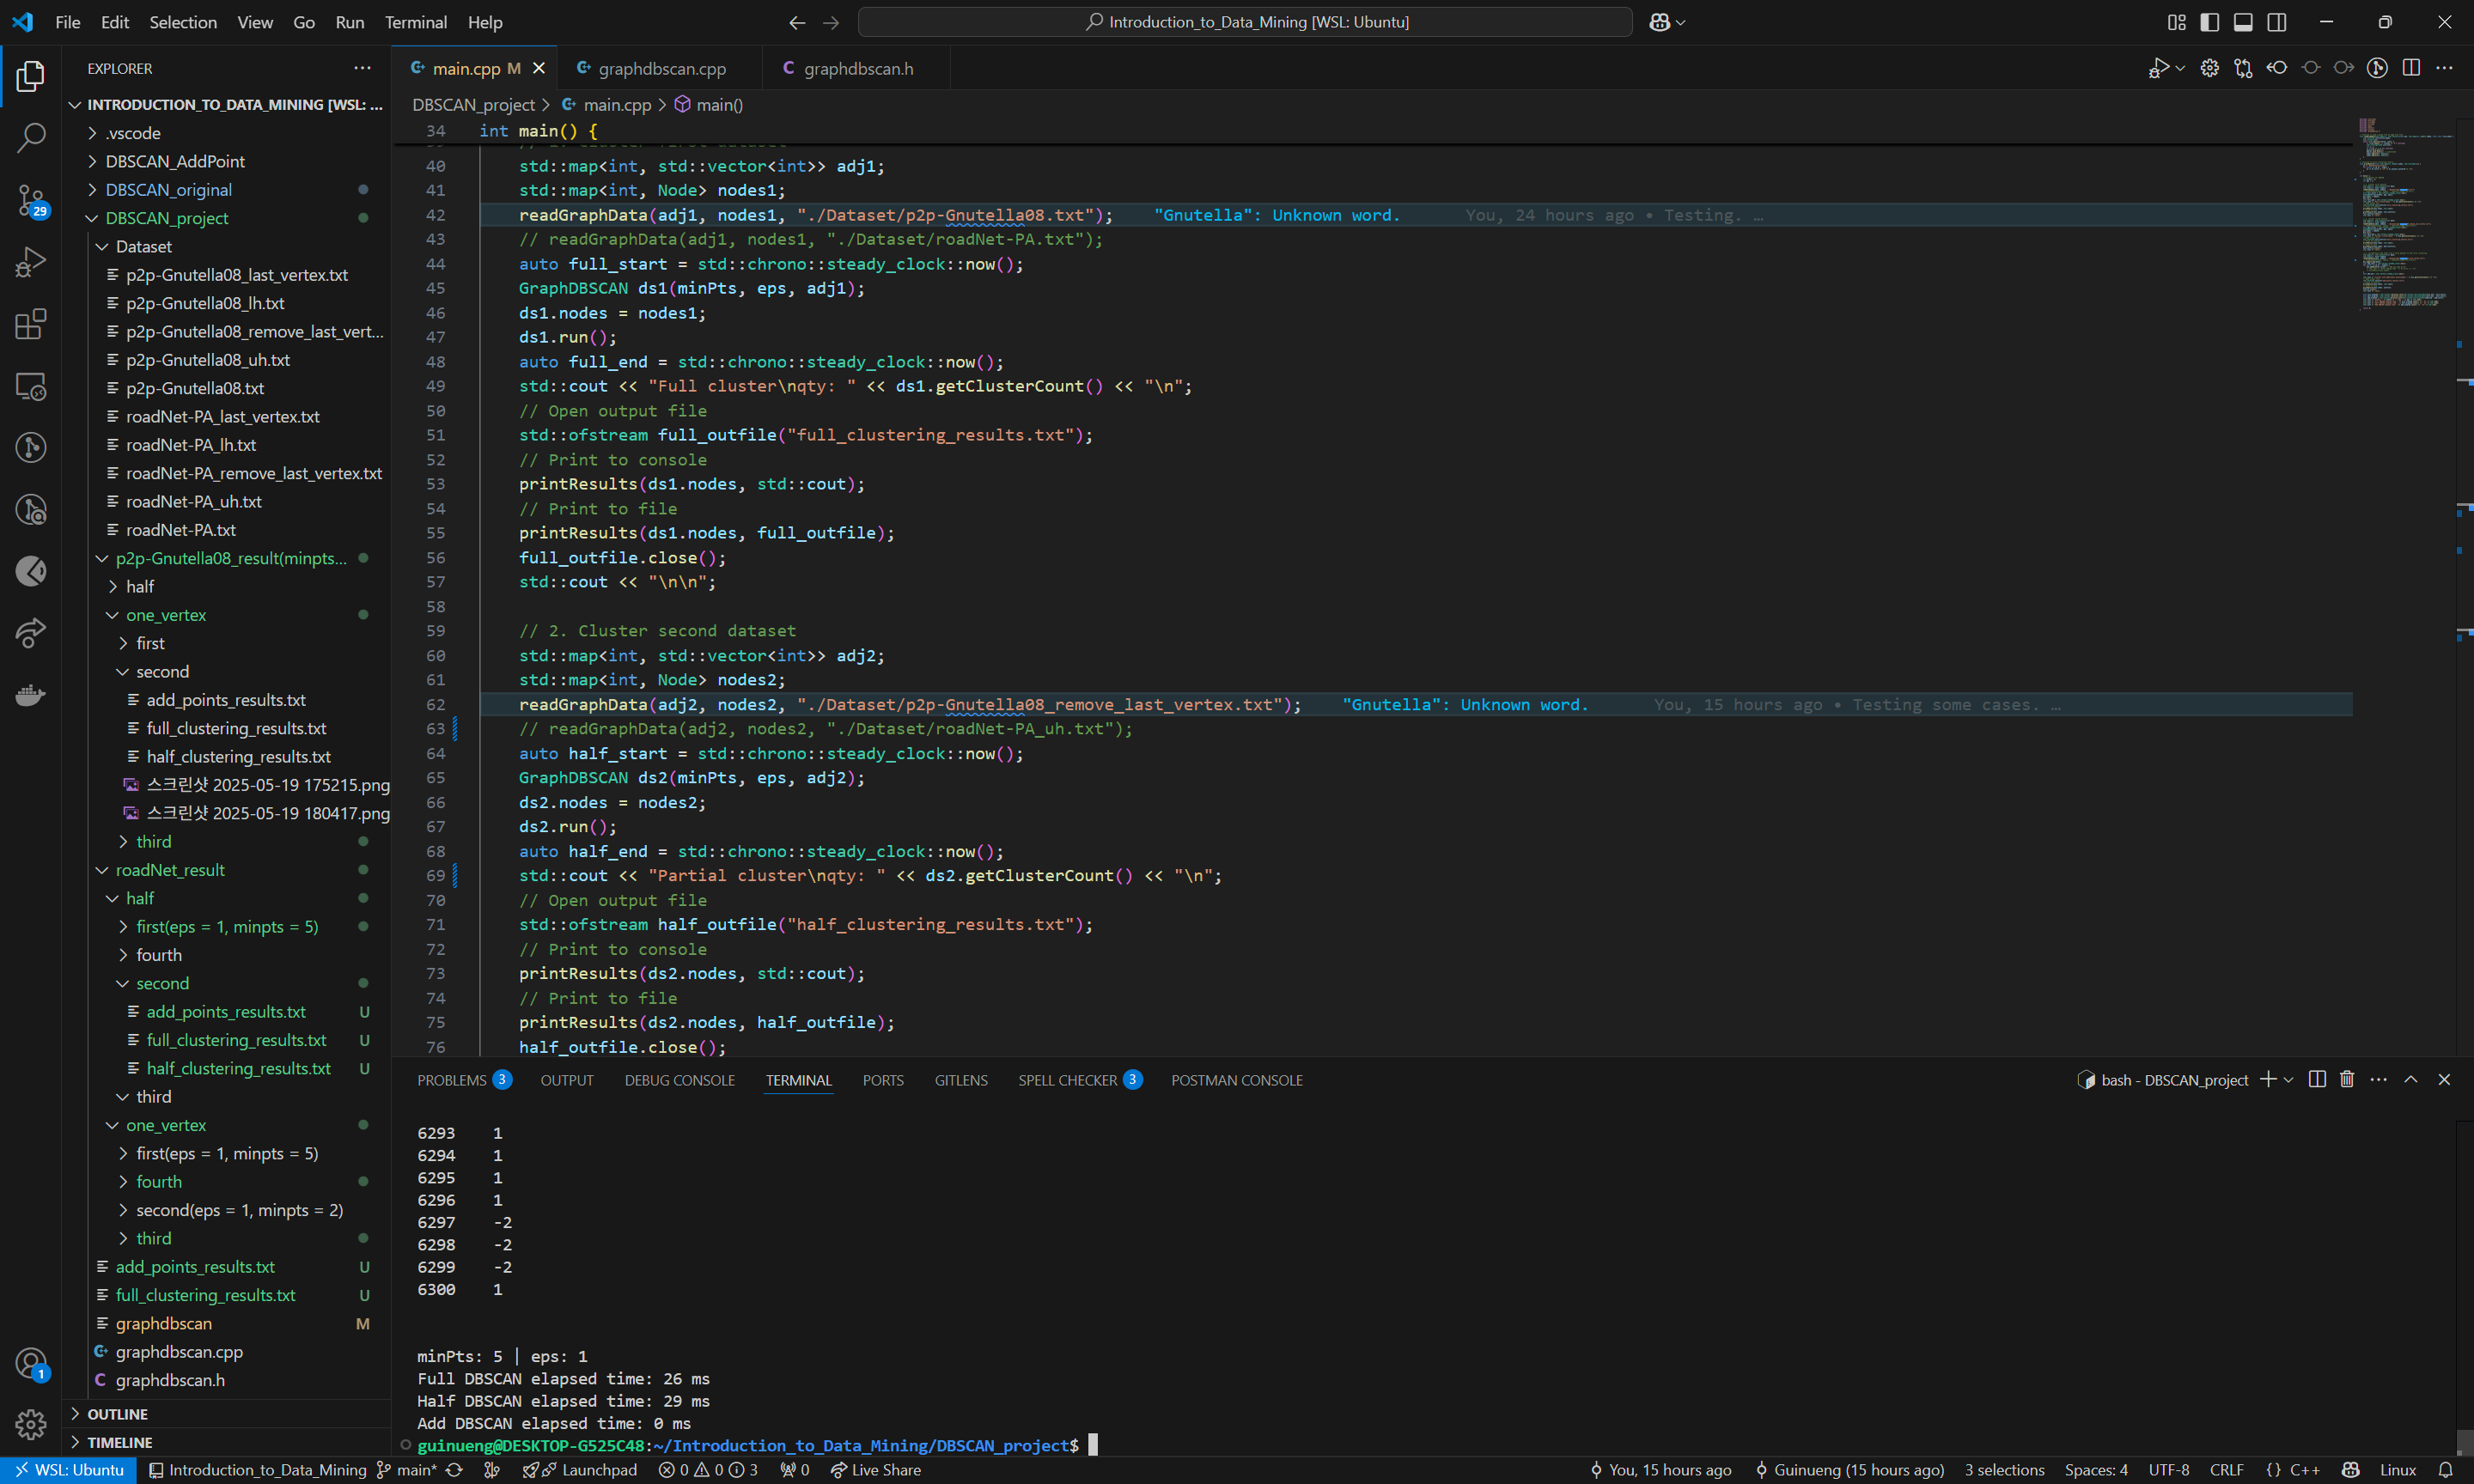 File Edit Selection View Go Run Terminal Help
Introduction_to_Data_Mining [WSL: Ubuntu]
EXPLORER
INTRODUCTION_TO_DATA_MINING [WSL: ...
.vscode
DBSCAN_AddPoint
DBSCAN_original
DBSCAN_project
Dataset
p2p-Gnutella08_last_vertex.txt
p2p-Gnutella08_lh.txt
p2p-Gnutella08_remove_last_vert...
p2p-Gnutella08_uh.txt
p2p-Gnutella08.txt
roadNet-PA_last_vertex.txt
roadNet-PA_lh.txt
roadNet-PA_remove_last_vertex.txt
roadNet-PA_uh.txt
roadNet-PA.txt
p2p-Gnutella08_result(minpts...
half
one_vertex
first
second
add_points_results.txt
full_clustering_results.txt
half_clustering_results.txt
스크린샷 2025-05-19 175215.png
스크린샷 2025-05-19 180417.png
third
roadNet_result
half
first(eps = 1, minpts = 5)
fourth
second
add_points_results.txt U
full_clustering_results.txt U
half_clustering_results.txt U
third
one_vertex
first(eps = 1, minpts = 5)
fourth
second(eps = 1, minpts = 2)
third
add_points_results.txt U
full_clustering_results.txt U
graphdbscan M
graphdbscan.cpp
graphdbscan.h
OUTLINE
TIMELINE
29
1
main.cpp M graphdbscan.cpp graphdbscan.h
DBSCAN_project > main.cpp > main()
34 int main() {
40 std::map<int, std::vector<int>> adj1;
41 std::map<int, Node> nodes1;
42 readGraphData(adj1, nodes1, "./Dataset/p2p-Gnutella08.txt"); "Gnutella": Unknown word. You, 24 hours ago • Testing. …
43 // readGraphData(adj1, nodes1, "./Dataset/roadNet-PA.txt");
44 auto full_start = std::chrono::steady_clock::now();
45 GraphDBSCAN ds1(minPts, eps, adj1);
46 ds1.nodes = nodes1;
47 ds1.run();
48 auto full_end = std::chrono::steady_clock::now();
49 std::cout << "Full cluster\nqty: " << ds1.getClusterCount() << "\n";
50 // Open output file
51 std::ofstream full_outfile("full_clustering_results.txt");
52 // Print to console
53 printResults(ds1.nodes, std::cout);
54 // Print to file
55 printResults(ds1.nodes, full_outfile);
56 full_outfile.close();
57 std::cout << "\n\n";
58
59 // 2. Cluster second dataset
60 std::map<int, std::vector<int>> adj2;
61 std::map<int, Node> nodes2;
62 readGraphData(adj2, nodes2, "./Dataset/p2p-Gnutella08_remove_last_vertex.txt"); "Gnutella": Unknown word. You, 15 hours ago • Testing some cases. …
63 // readGraphData(adj2, nodes2, "./Dataset/roadNet-PA_uh.txt");
64 auto half_start = std::chrono::steady_clock::now();
65 GraphDBSCAN ds2(minPts, eps, adj2);
66 ds2.nodes = nodes2;
67 ds2.run();
68 auto half_end = std::chrono::steady_clock::now();
69 std::cout << "Partial cluster\nqty: " << ds2.getClusterCount() << "\n";
70 // Open output file
71 std::ofstream half_outfile("half_clustering_results.txt");
72 // Print to console
73 printResults(ds2.nodes, std::cout);
74 // Print to file
75 printResults(ds2.nodes, half_outfile);
76 half_outfile.close();
PROBLEMS 3 OUTPUT DEBUG CONSOLE TERMINAL PORTS GITLENS SPELL CHECKER 3 POSTMAN CONSOLE
bash - DBSCAN_project
6293 1
6294 1
6295 1
6296 1
6297 -2
6298 -2
6299 -2
6300 1
minPts: 5 | eps: 1
Full DBSCAN elapsed time: 26 ms
Half DBSCAN elapsed time: 29 ms
Add DBSCAN elapsed time: 0 ms
guinueng@DESKTOP-G525C48:~/Introduction_to_Data_Mining/DBSCAN_project$
WSL: Ubuntu Introduction_to_Data_Mining main* Launchpad 0 0 3 0 Live Share You, 15 hours ago Guinueng (15 hours ago) 3 selections Spaces: 4 UTF-8 CRLF {} C++ Linux